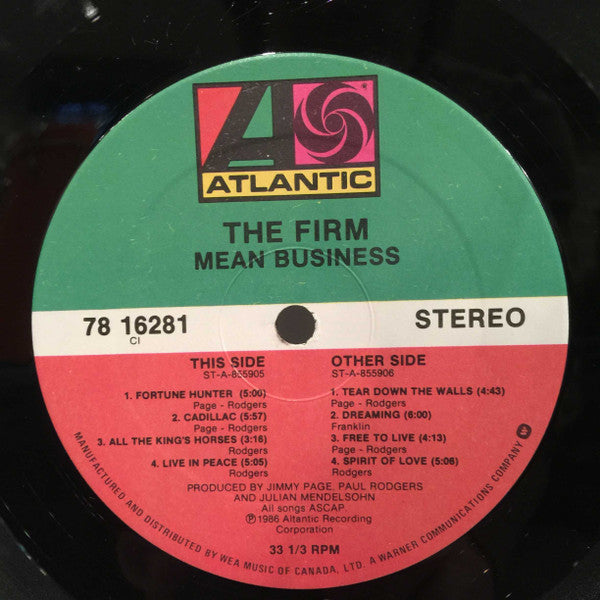 ATLANTIC
THE FIRM
MEAN BUSINESS
78 16281
CI
STEREO
THIS SIDE
ST-A-855905
1. FORTUNE HUNTER (5:00)
Page - Rodgers
2. CADILLAC (5:57)
Page - Rodgers
3. ALL THE KING'S HORSES (3:16)
Rodgers
4. LIVE IN PEACE (5:05)
Rodgers
OTHER SIDE
ST-A-855906
1. TEAR DOWN THE WALLS (4:43)
Page - Rodgers
2. DREAMING (6:00)
Franklin
3. FREE TO LIVE (4:13)
Page - Rodgers
4. SPIRIT OF LOVE (5:06)
Rodgers
PRODUCED BY JIMMY PAGE, PAUL RODGERS
AND JULIAN MENDELSOHN
All songs ASCAP.
Ⓟ1986 Altantic Recording
Corporation
33 1/3 RPM
MANUFACTURED AND DISTRIBUTED BY WEA MUSIC OF CANADA, LTD. A WARNER COMMUNICATIONS COMPANY